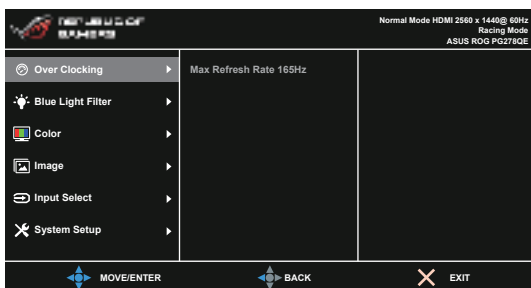 Normal Mode HDMI 2560 x 1440@ 60Hz
Racing Mode
ASUS ROG PG278QE
Over Clocking
Max Refresh Rate 165Hz
Blue Light Filter
Color
Image
Input Select
System Setup
MOVE/ENTER
BACK
EXIT